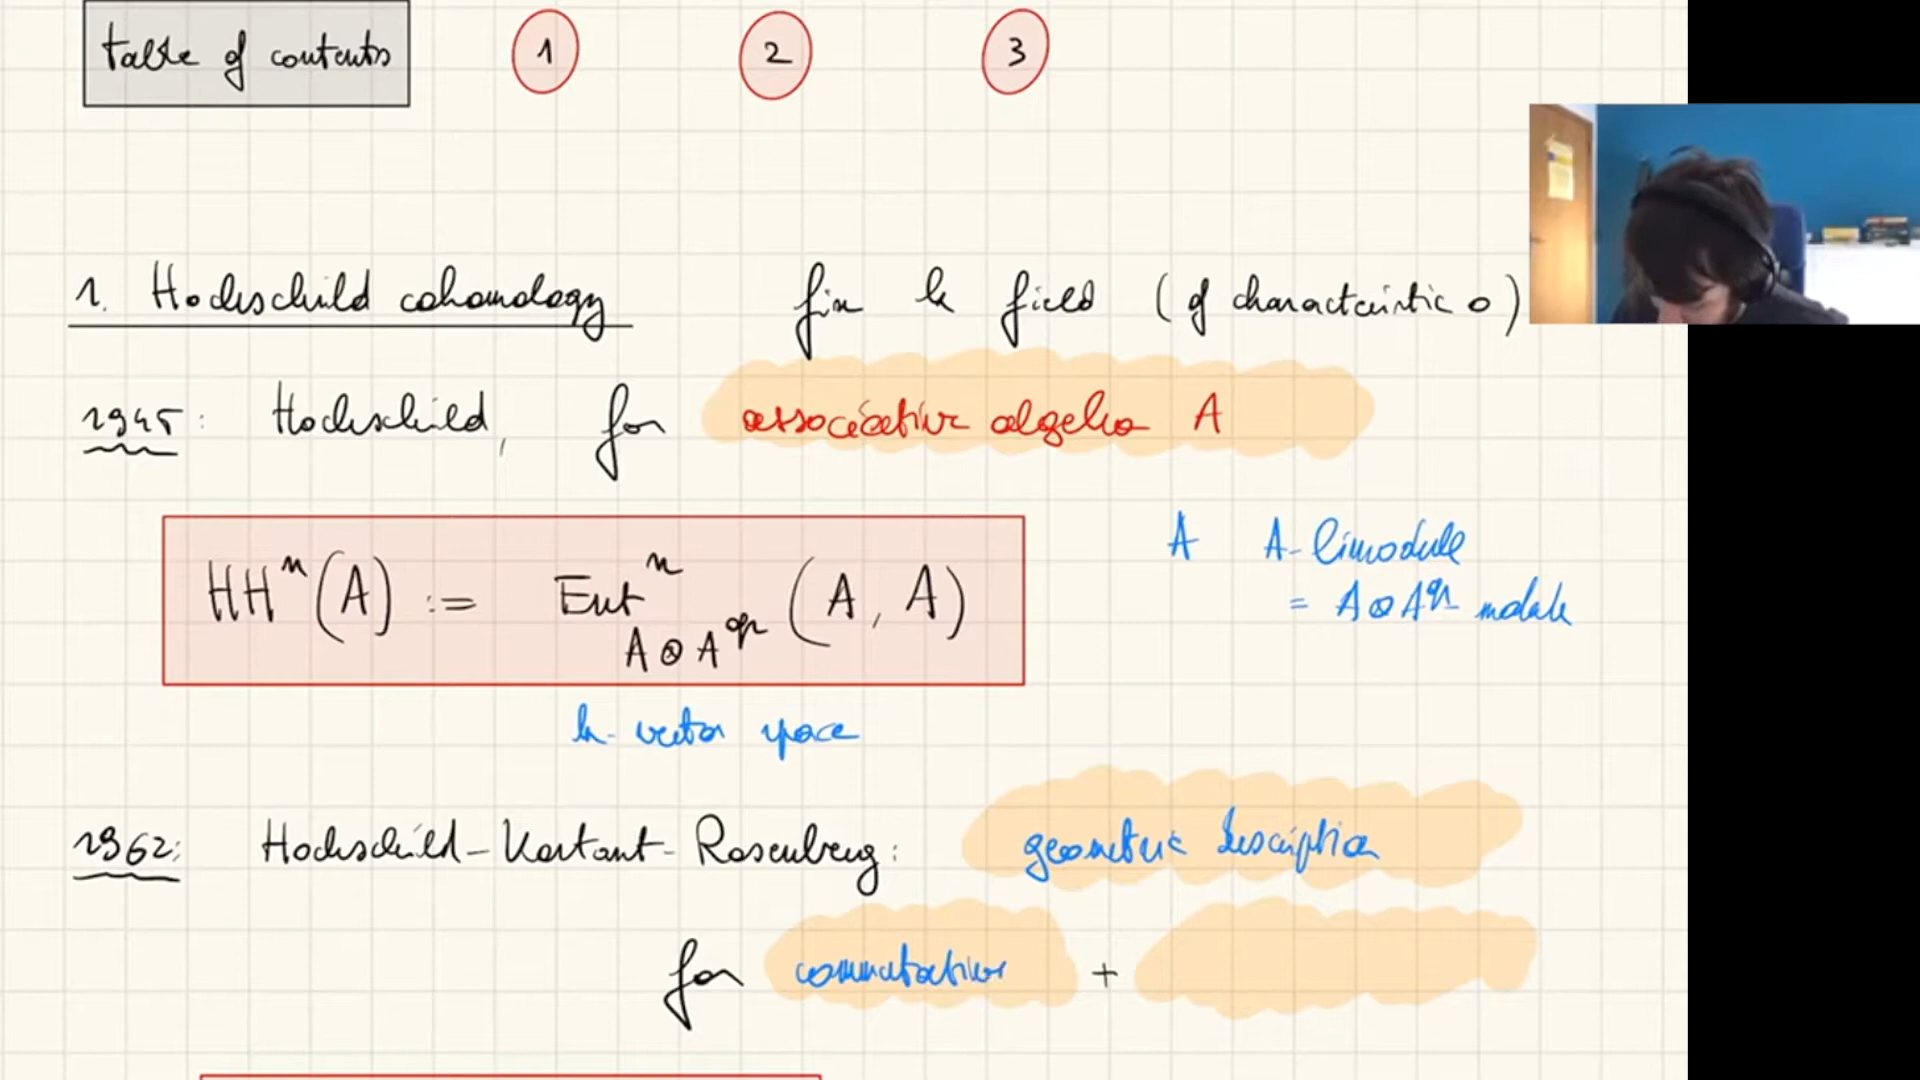 table of contents 1 2 3
1. Hochschild cohomology fix k field (of characteristic 0)
1945: Hochschild, for associative algebra A
HH^n(A) := Ext^n_{A⊗A^op}(A, A)
A A-bimodule
= A⊗A^op-module
k-vector space
1962: Hochschild-Kostant-Rosenberg: geometric description
for commutative +